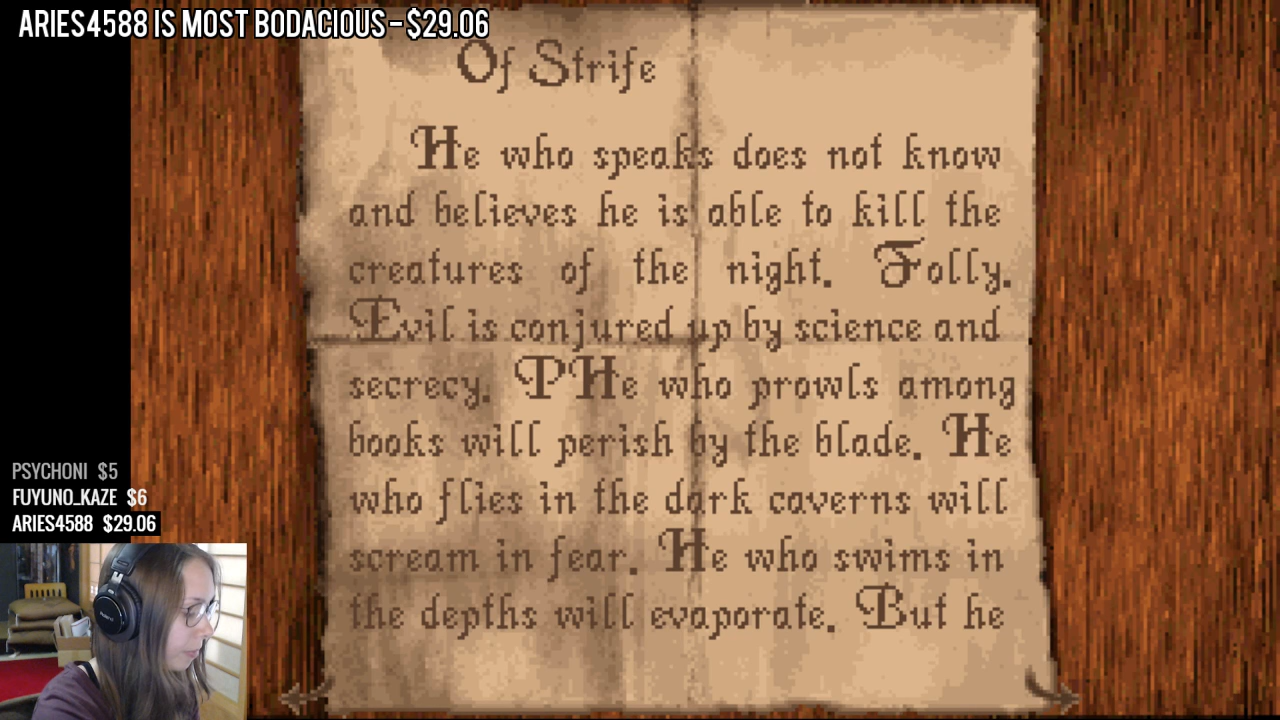 ARIES4588 IS MOST BODACIOUS - $29.06
Of Strife
He who speaks does not know
and believes he is able to kill the
creatures of the night. Folly.
Evil is conjured up by science and
secrecy. PHe who prowls among
books will perish by the blade. He
who flies in the dark caverns will
scream in fear. He who swims in
the depths will evaporate. But he
PSYCHONI $5
FUYUNO_KAZE $6
ARIES4588 $29.06